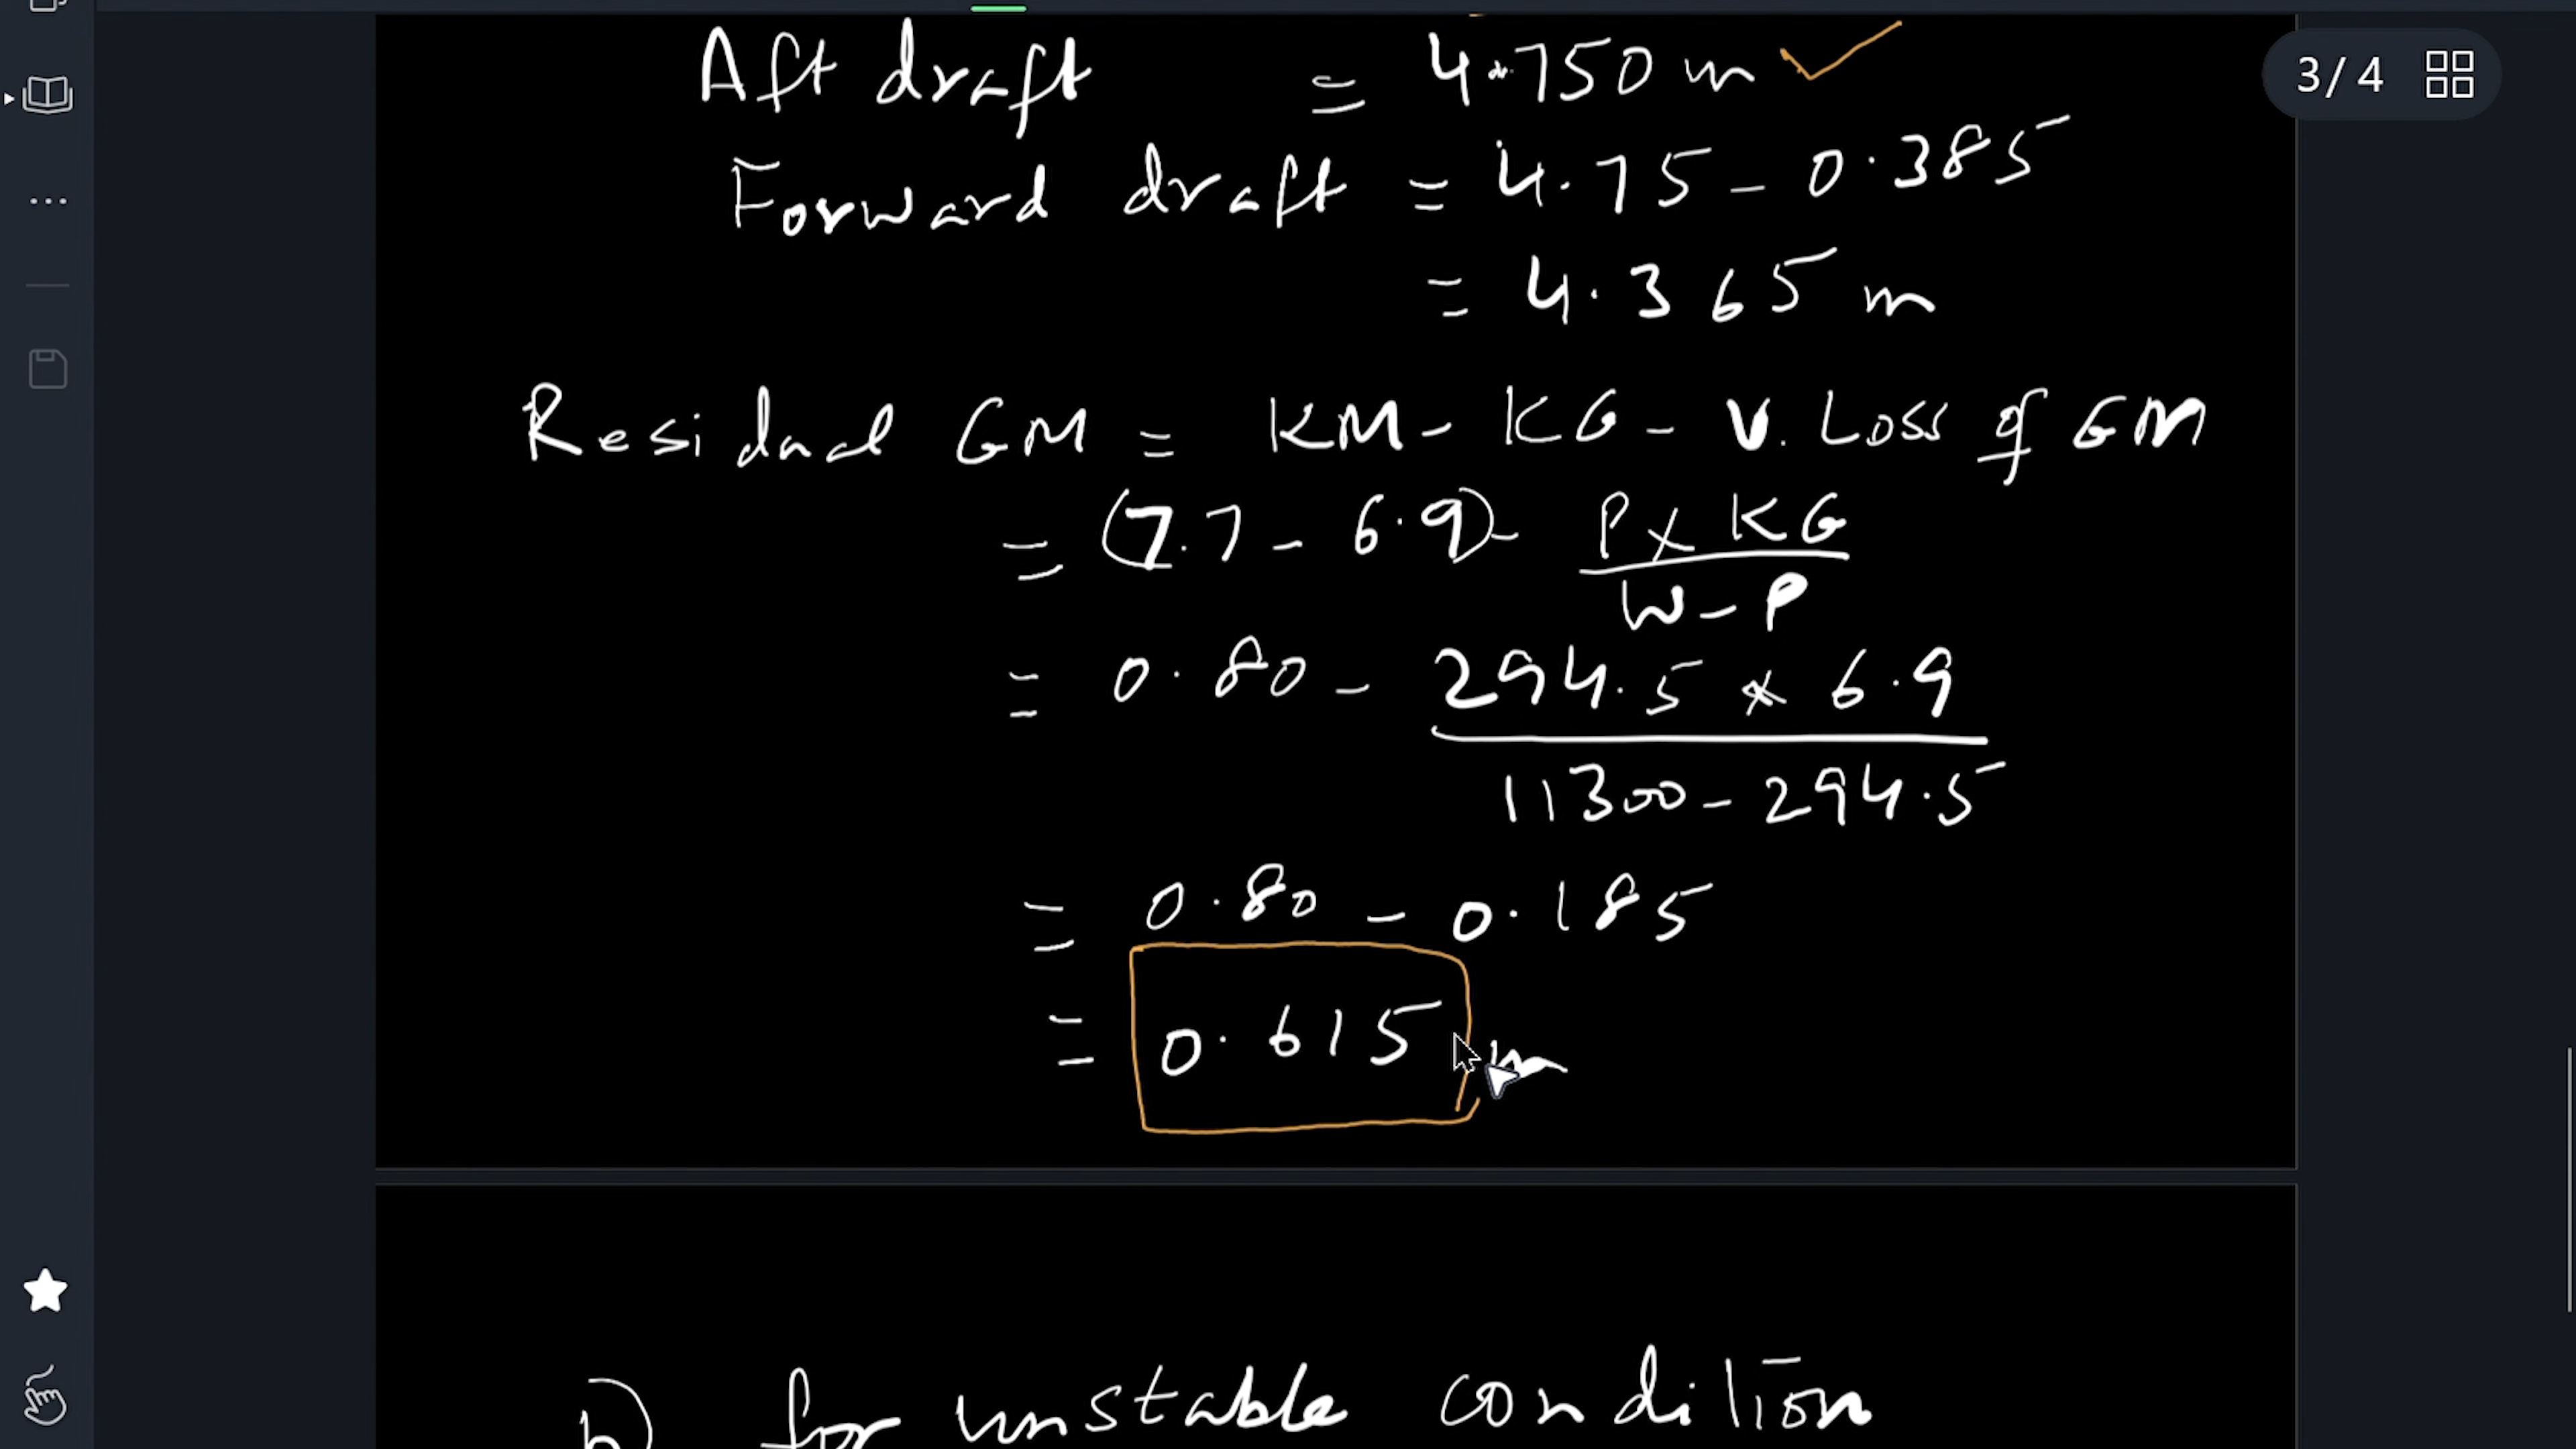 3/4
Aft draft = 4.750 m
Forward draft = 4.75 - 0.385
= 4.365 m
Residual GM = KM - KG - V. Loss of GM
= (7.7 - 6.9) - P x KG / W - P
= 0.80 - 294.5 * 6.9 / 11300 - 294.5
= 0.80 - 0.185
= 0.615 m
b) for unstable condition